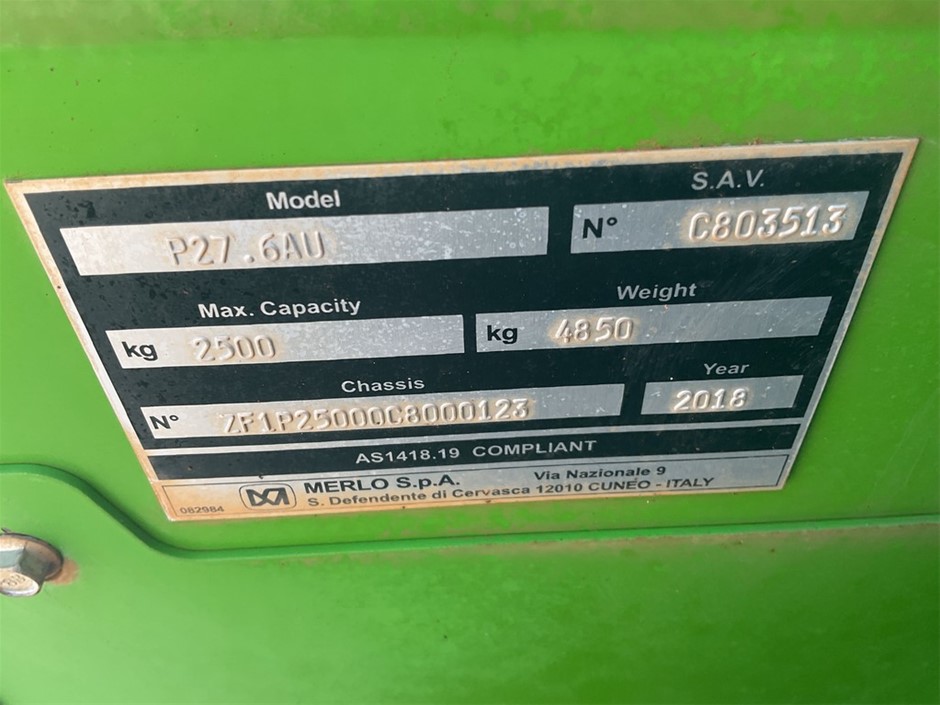 Model S.A.V.
P27.6AU N° C803513
Max. Capacity Weight
kg 2500 kg 4850
Chassis Year
N° ZF1P25000C8000123 2018
AS1418.19 COMPLIANT
MERLO S.p.A. Via Nazionale 9
082984 S. Defendente di Cervasca 12010 CUNEO - ITALY